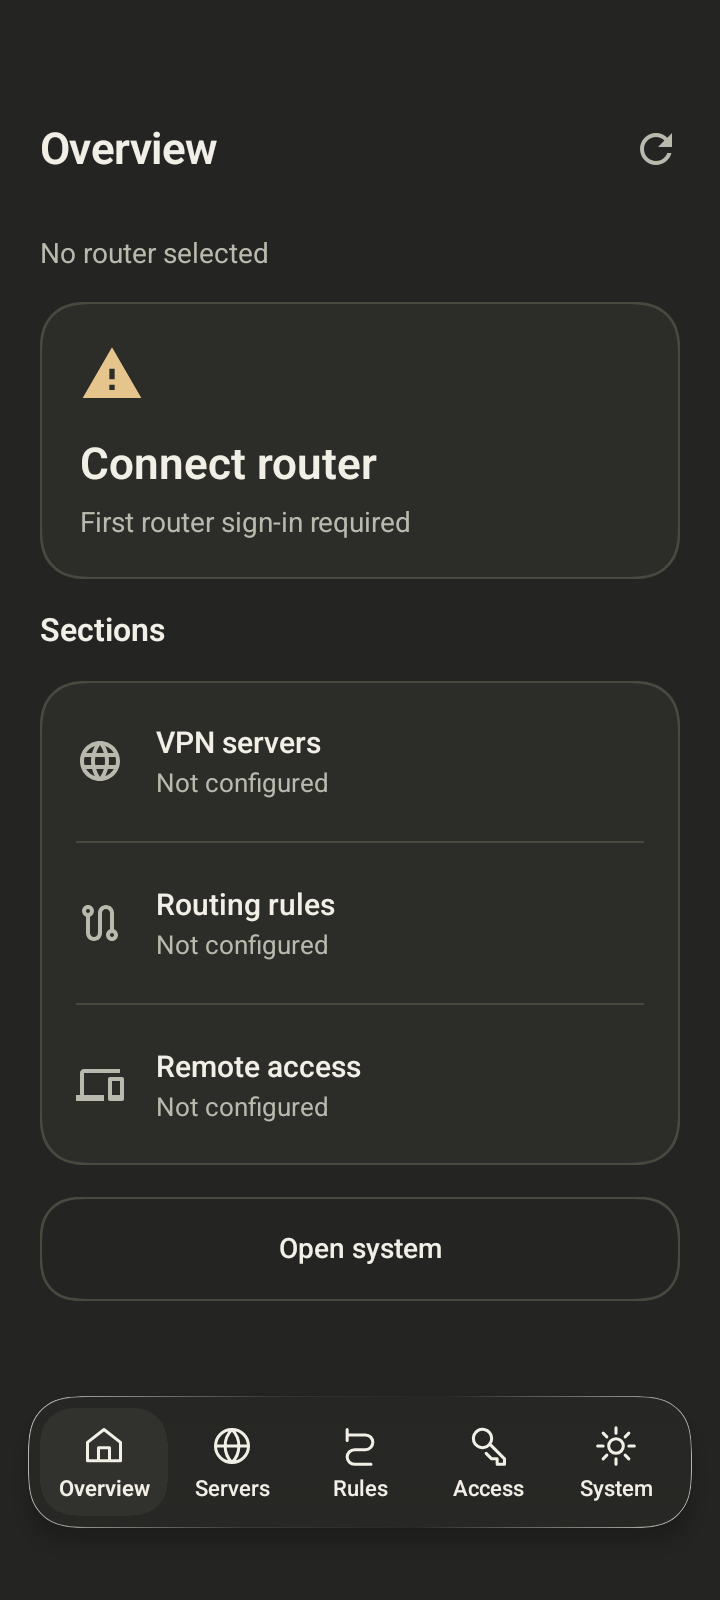 Overview
No router selected
Connect router
First router sign-in required
Sections
VPN servers
Not configured
Routing rules
Not configured
Remote access
Not configured
Open system
Overview
Servers
Rules
Access
System